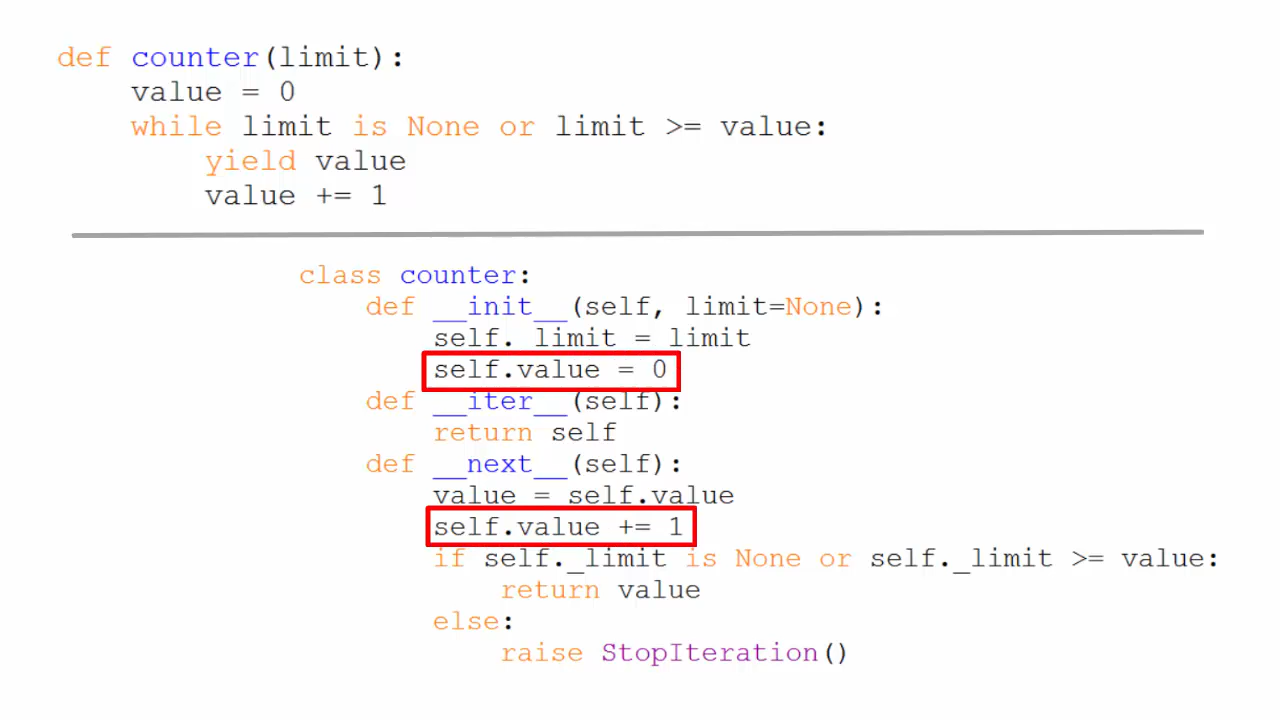 def counter(limit):
    value = 0
    while limit is None or limit >= value:
        yield value
        value += 1
class counter:
    def __init__(self, limit=None):
        self. limit = limit
        self.value = 0
    def __iter__(self):
        return self
    def __next__(self):
        value = self.value
        self.value += 1
        if self._limit is None or self._limit >= value:
            return value
        else:
            raise StopIteration()